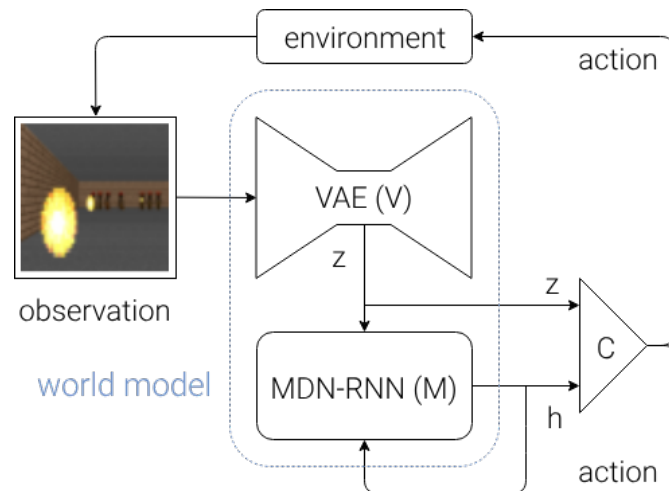 environment
action
VAE (V)
z
z
observation
C
world model
MDN-RNN (M)
h
action